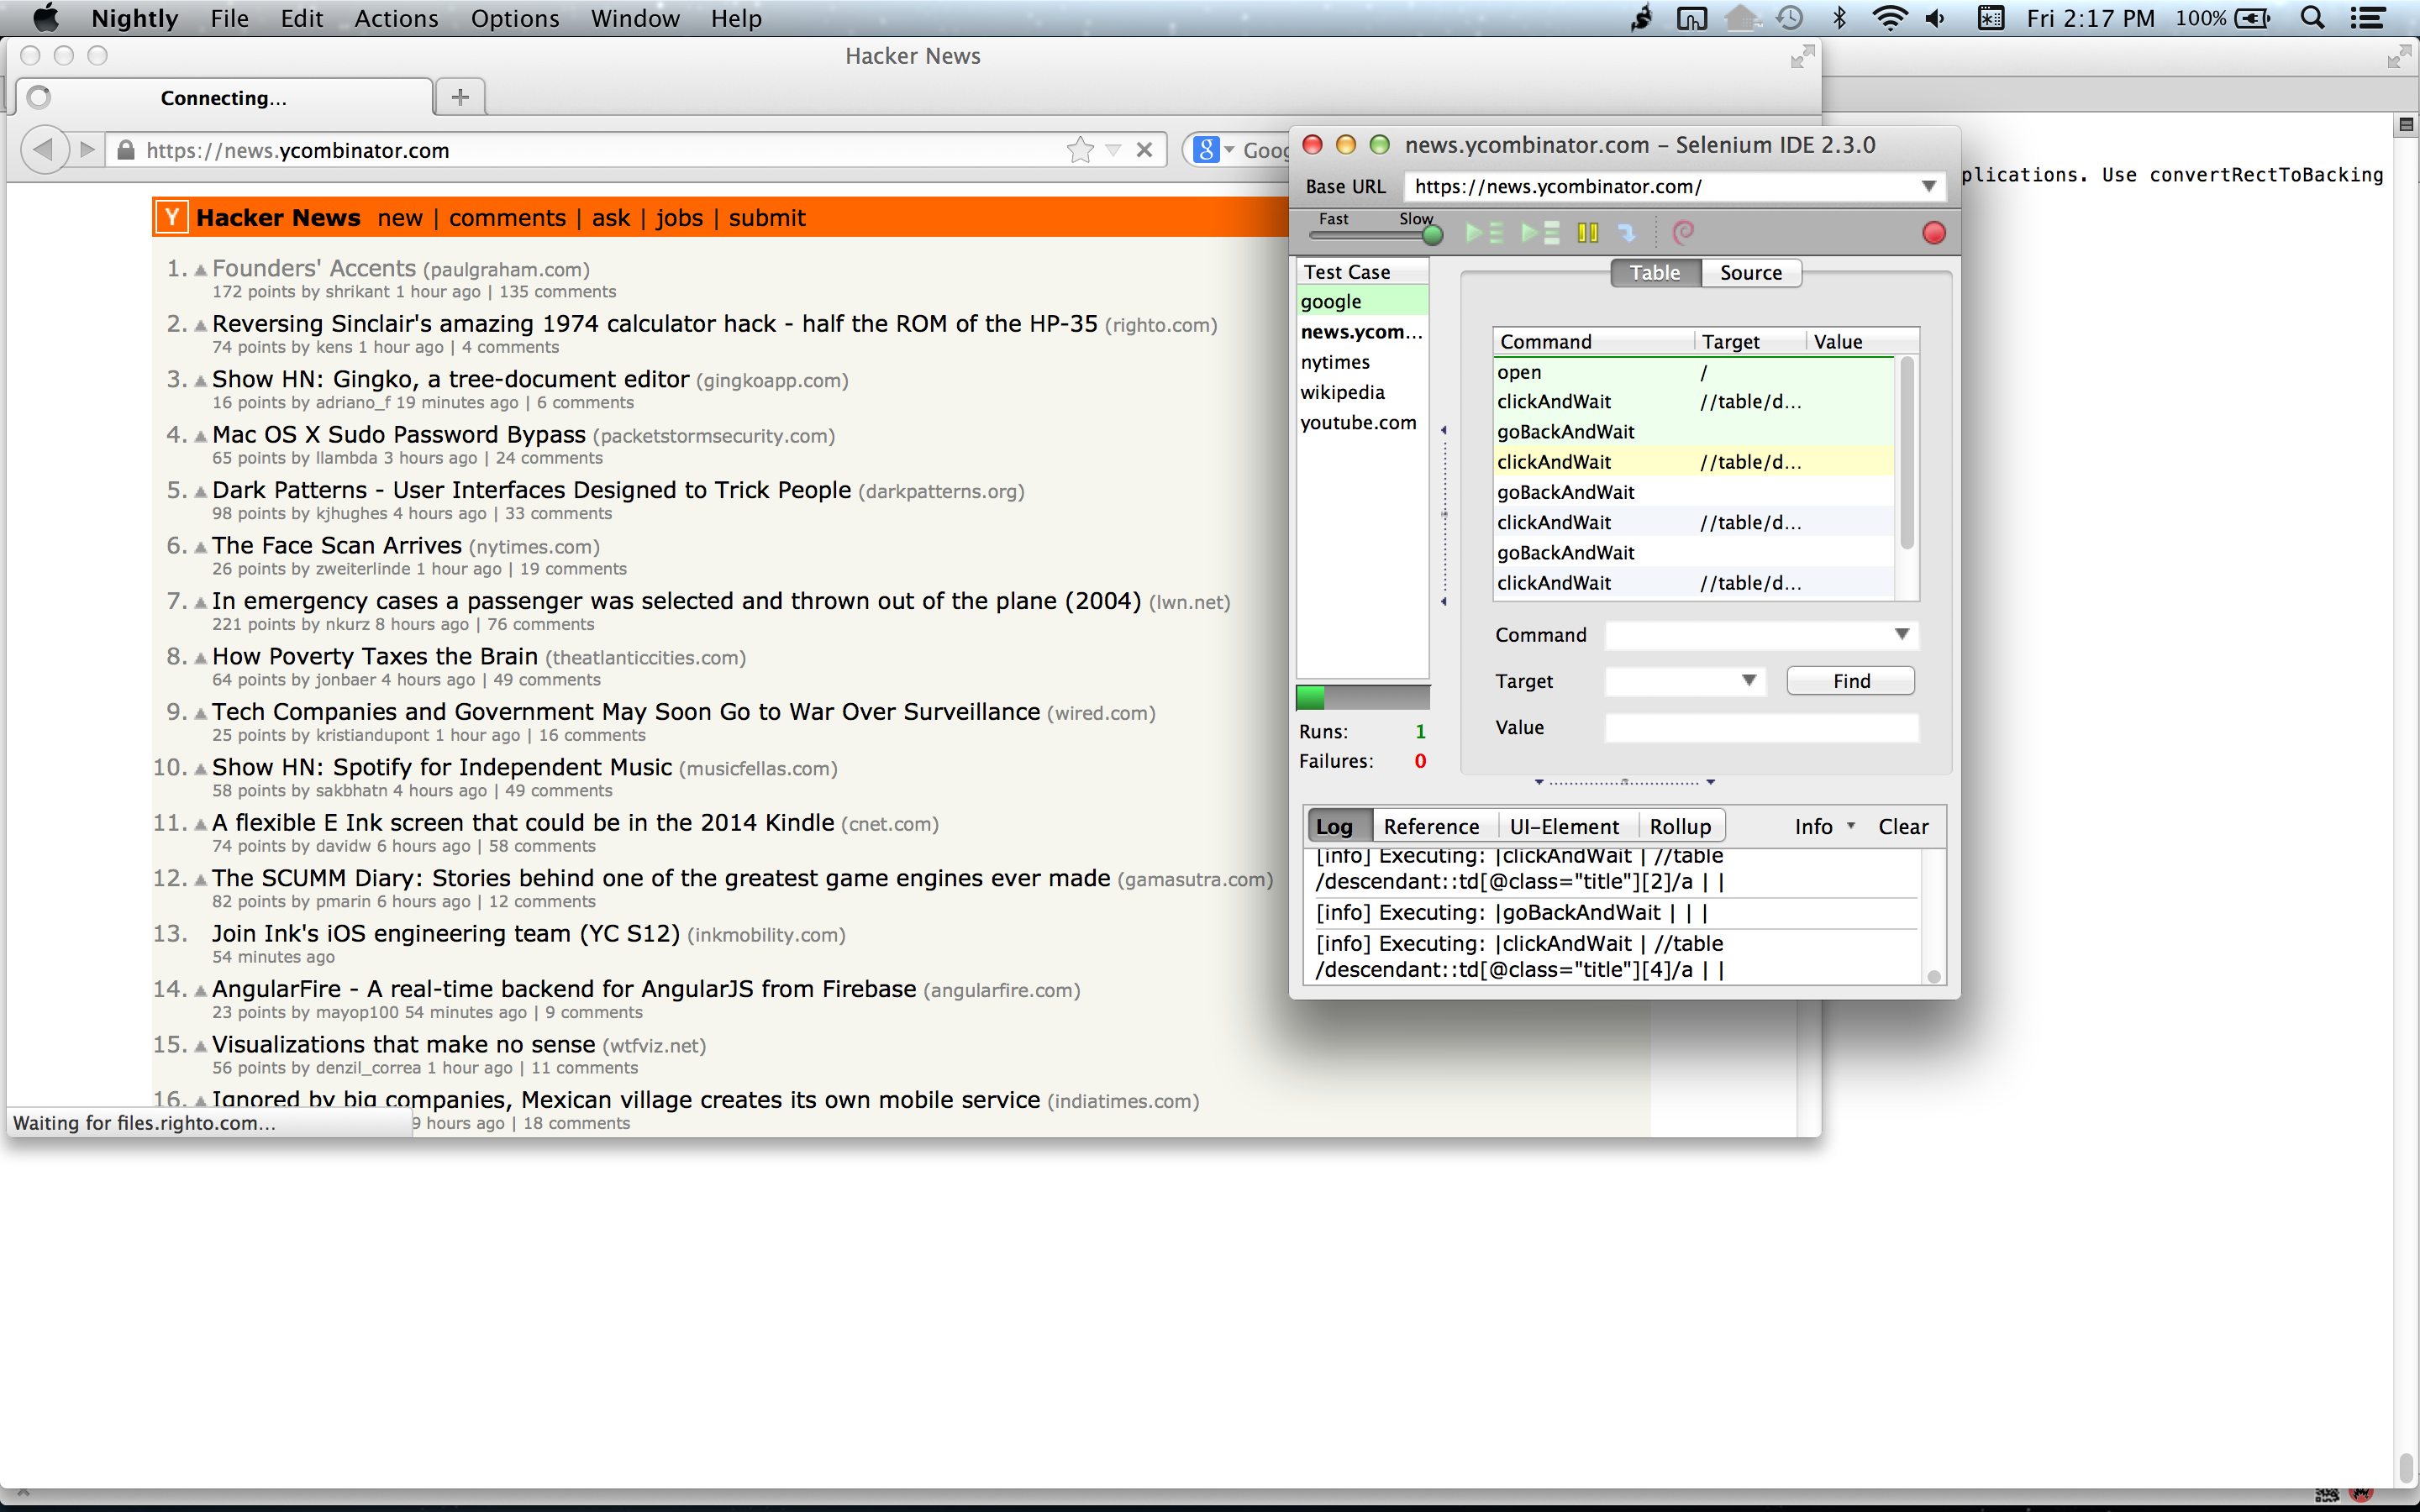 Nightly File Edit Actions Options Window Help Fri 2:17 PM 100%
Hacker News
Connecting...
https://news.ycombinator.com
g Goog
Y Hacker News new | comments | ask | jobs | submit
1. Founders' Accents (paulgraham.com)
172 points by shrikant 1 hour ago | 135 comments
2. Reversing Sinclair's amazing 1974 calculator hack - half the ROM of the HP-35 (righto.com)
74 points by kens 1 hour ago | 4 comments
3. Show HN: Gingko, a tree-document editor (gingkoapp.com)
16 points by adriano_f 19 minutes ago | 6 comments
4. Mac OS X Sudo Password Bypass (packetstormsecurity.com)
65 points by llambda 3 hours ago | 24 comments
5. Dark Patterns - User Interfaces Designed to Trick People (darkpatterns.org)
98 points by kjhughes 4 hours ago | 33 comments
6. The Face Scan Arrives (nytimes.com)
26 points by zweiterlinde 1 hour ago | 19 comments
7. In emergency cases a passenger was selected and thrown out of the plane (2004) (lwn.net)
221 points by nkurz 8 hours ago | 76 comments
8. How Poverty Taxes the Brain (theatlanticcities.com)
64 points by jonbaer 4 hours ago | 49 comments
9. Tech Companies and Government May Soon Go to War Over Surveillance (wired.com)
25 points by kristiandupont 1 hour ago | 16 comments
10. Show HN: Spotify for Independent Music (musicfellas.com)
58 points by sakbhatn 4 hours ago | 49 comments
11. A flexible E Ink screen that could be in the 2014 Kindle (cnet.com)
74 points by davidw 6 hours ago | 58 comments
12. The SCUMM Diary: Stories behind one of the greatest game engines ever made (gamasutra.com)
82 points by pmarin 6 hours ago | 12 comments
13. Join Ink's iOS engineering team (YC S12) (inkmobility.com)
54 minutes ago
14. AngularFire - A real-time backend for AngularJS from Firebase (angularfire.com)
23 points by mayop100 54 minutes ago | 9 comments
15. Visualizations that make no sense (wtfviz.net)
56 points by denzil_correa 1 hour ago | 11 comments
16. Ignored by big companies, Mexican village creates its own mobile service (indiatimes.com)
9 hours ago | 18 comments
Waiting for files.righto.com...
news.ycombinator.com - Selenium IDE 2.3.0
Base URL https://news.ycombinator.com/
Fast Slow
Test Case
google
news.ycom...
nytimes
wikipedia
youtube.com
Runs: 1
Failures: 0
Table Source
Command Target Value
open /
clickAndWait //table/d...
goBackAndWait
clickAndWait //table/d...
goBackAndWait
clickAndWait //table/d...
goBackAndWait
clickAndWait //table/d...
Command
Target Find
Value
Log Reference UI-Element Rollup Info Clear
[info] Executing: |clickAndWait | //table
/descendant::td[@class="title"][2]/a | |
[info] Executing: |goBackAndWait | | |
[info] Executing: |clickAndWait | //table
/descendant::td[@class="title"][4]/a | |
plications. Use convertRectToBacking